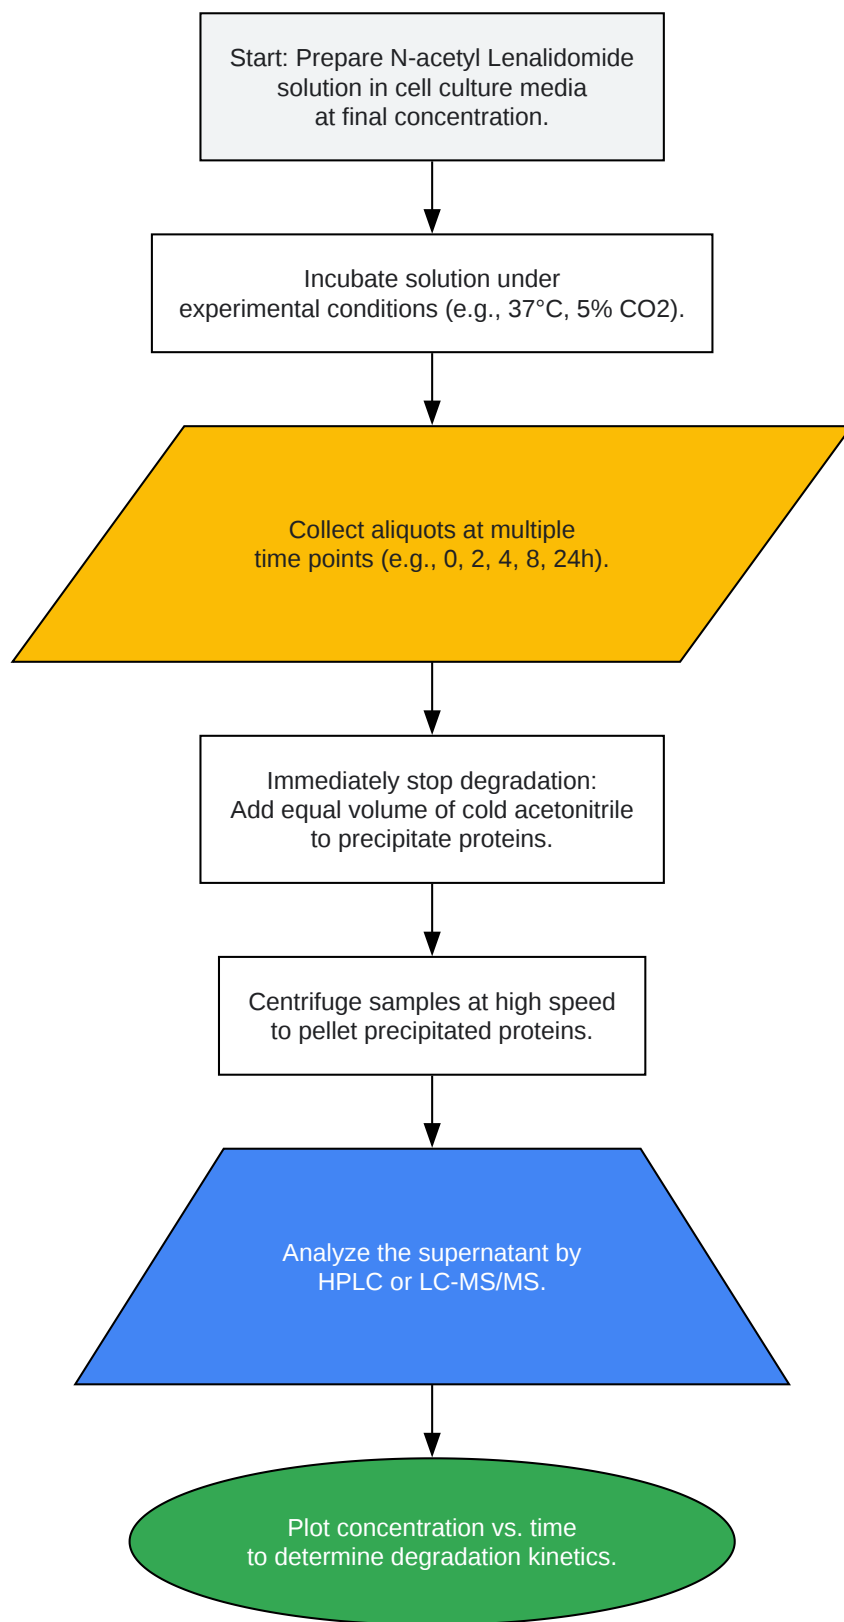 Start: Prepare N-acetyl Lenalidomide
solution in cell culture media
at final concentration.
Incubate solution under
experimental conditions (e.g., 37°C, 5% CO2).
Collect aliquots at multiple
time points (e.g., 0, 2, 4, 8, 24h).
Immediately stop degradation:
Add equal volume of cold acetonitrile
to precipitate proteins.
Centrifuge samples at high speed
to pellet precipitated proteins.
Analyze the supernatant by
HPLC or LC-MS/MS.
Plot concentration vs. time
to determine degradation kinetics.